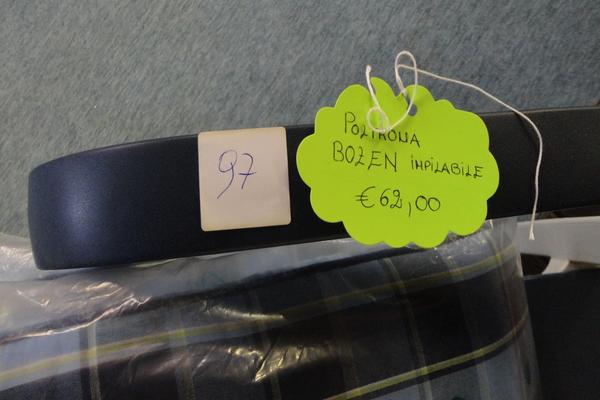 97
POLTRONA
BOZEN IMPILABILE
€62,00